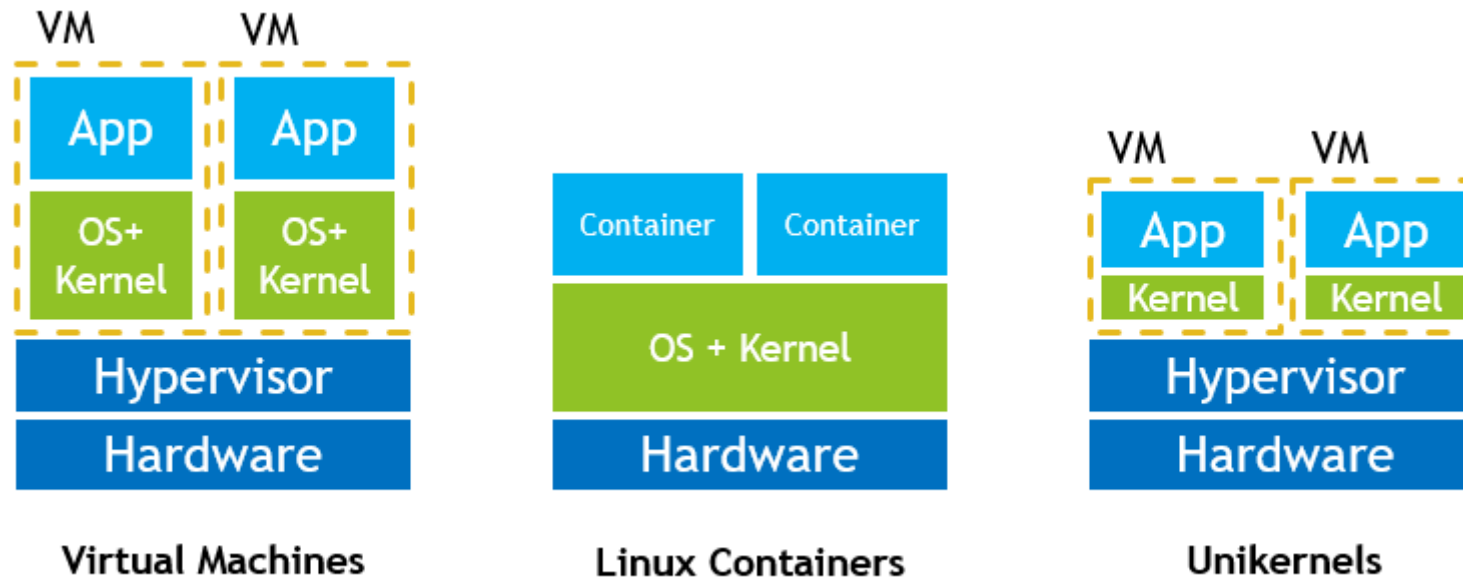 VM VM
App App
OS+ OS+
Kernel Kernel
Hypervisor
Hardware
Virtual Machines
Container Container
OS + Kernel
Hardware
Linux Containers
VM VM
App App
Kernel Kernel
Hypervisor
Hardware
Unikernels